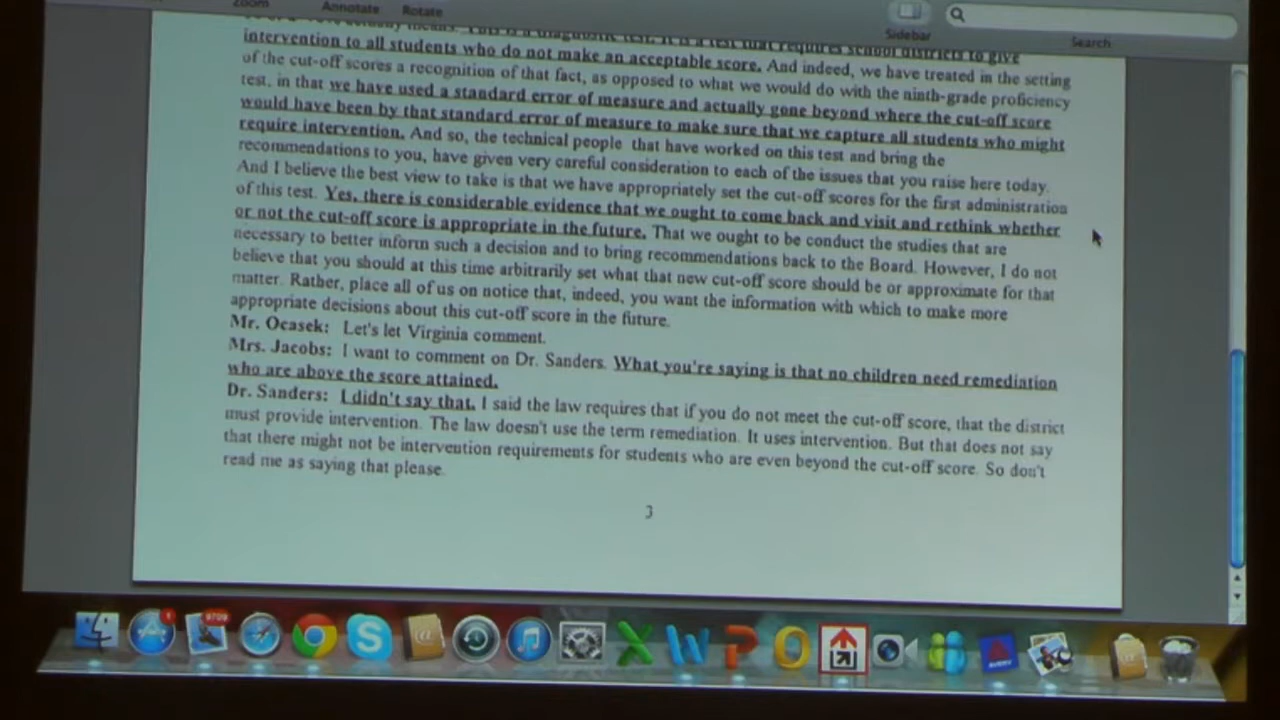 Zoom
Annotate
Rotate
Sidebar
Search
This is a diagnostic test. It is a test that requires school districts to give
intervention to all students who do not make an acceptable score. And indeed, we have treated in the setting
of the cut-off scores a recognition of that fact, as opposed to what we would do with the ninth-grade proficiency
test, in that we have used a standard error of measure and actually gone beyond where the cut-off score
would have been by that standard error of measure to make sure that we capture all students who might
require intervention. And so, the technical people that have worked on this test and bring the
recommendations to you, have given very careful consideration to each of the issues that you raise here today.
And I believe the best view to take is that we have appropriately set the cut-off scores for the first administration
of this test. Yes, there is considerable evidence that we ought to come back and visit and rethink whether
or not the cut-off score is appropriate in the future. That we ought to be conduct the studies that are
necessary to better inform such a decision and to bring recommendations back to the Board. However, I do not
believe that you should at this time arbitrarily set what that new cut-off score should be or approximate for that
matter. Rather, place all of us on notice that, indeed, you want the information with which to make more
appropriate decisions about this cut-off score in the future.
Mr. Ocasek: Let's let Virginia comment.
Mrs. Jacobs: I want to comment on Dr. Sanders. What you're saying is that no children need remediation
who are above the score attained.
Dr. Sanders: I didn't say that. I said the law requires that if you do not meet the cut-off score, that the district
must provide intervention. The law doesn't use the term remediation. It uses intervention. But that does not say
that there might not be intervention requirements for students who are even beyond the cut-off score. So don't
read me as saying that please.
3